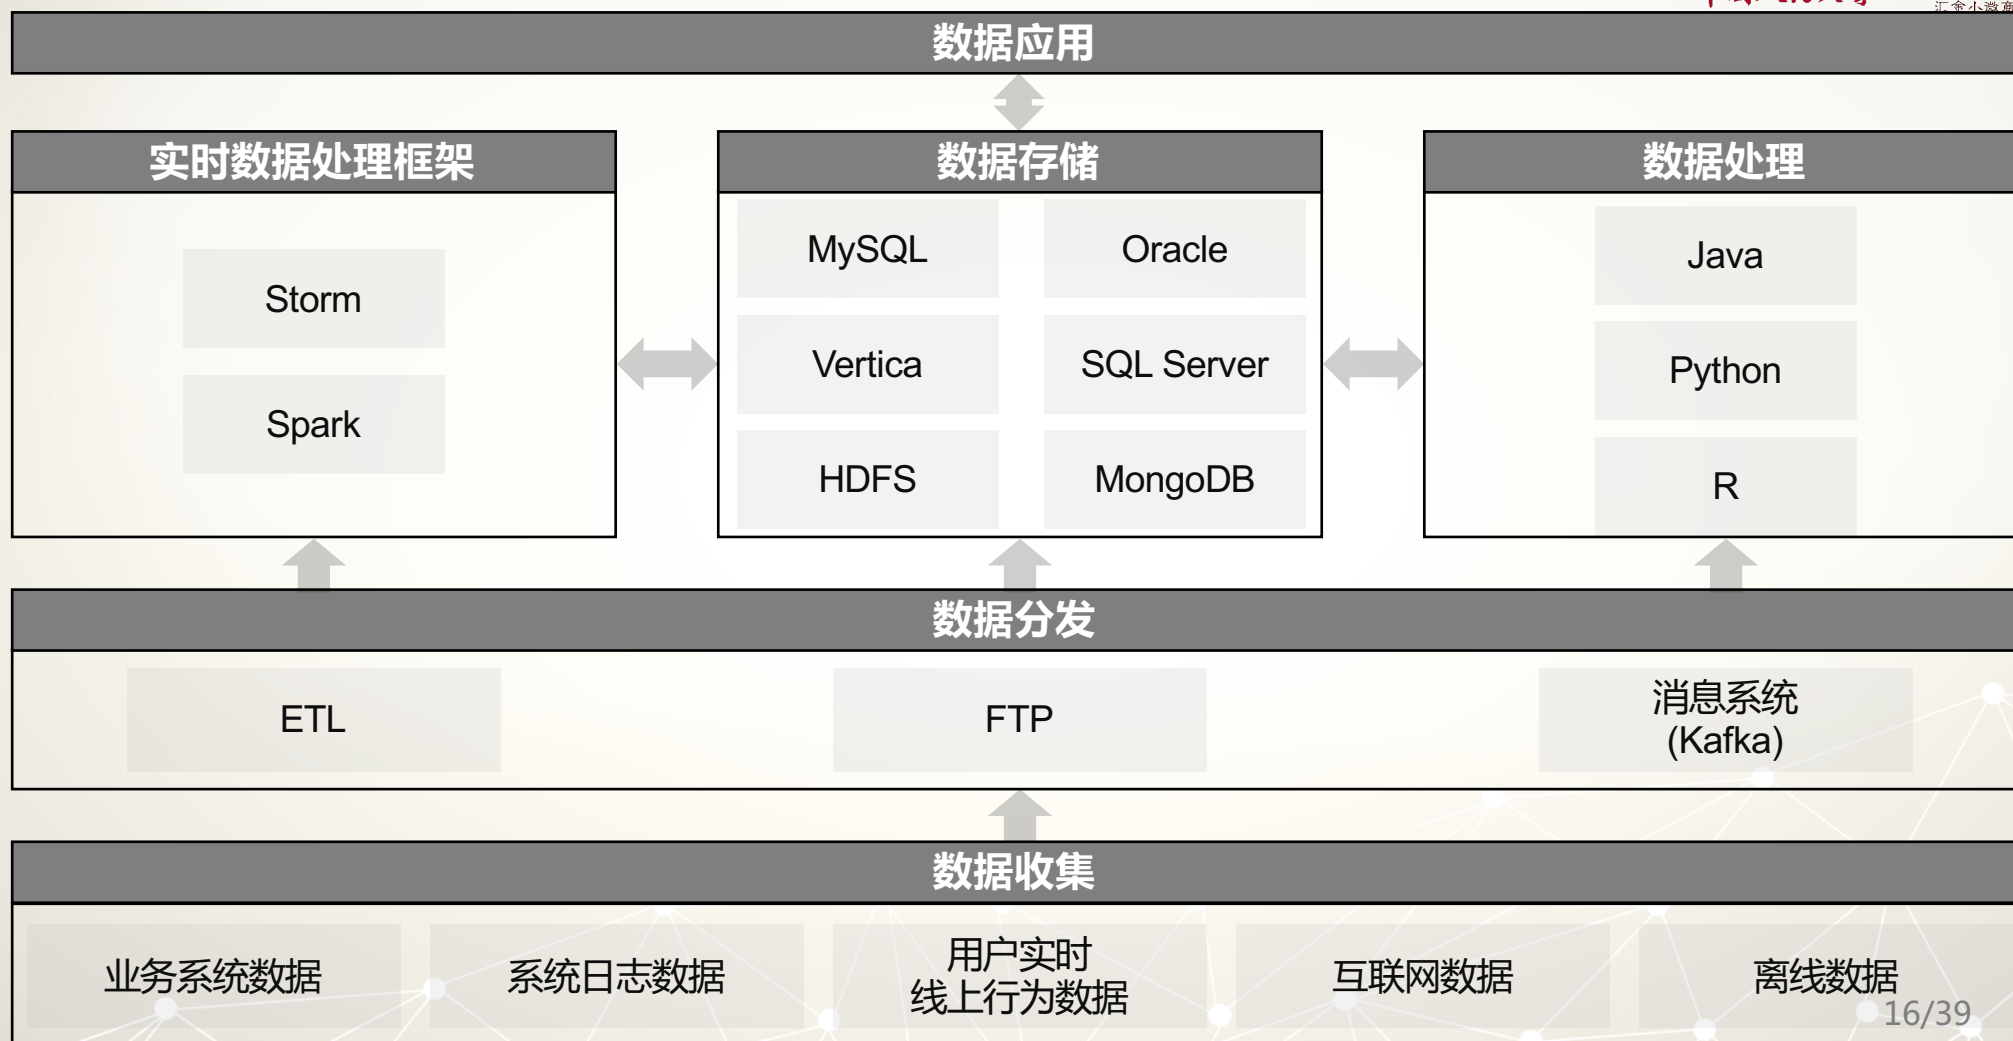 数据应用
实时数据处理框架
Storm
Spark
数据存储
MySQL
Oracle
Vertica
SQL Server
HDFS
MongoDB
数据处理
Java
Python
R
数据分发
ETL
FTP
消息系统
(Kafka)
数据收集
业务系统数据
系统日志数据
用户实时
线上行为数据
互联网数据
离线数据
16/39